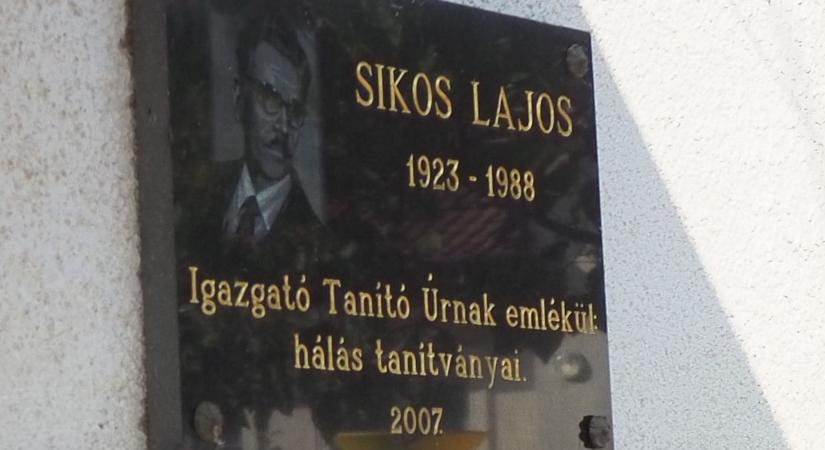 SIKOS LAJOS
1923 - 1988
Igazgató Tanító Úrnak emlékül:
hálás tanítványai.
2007.